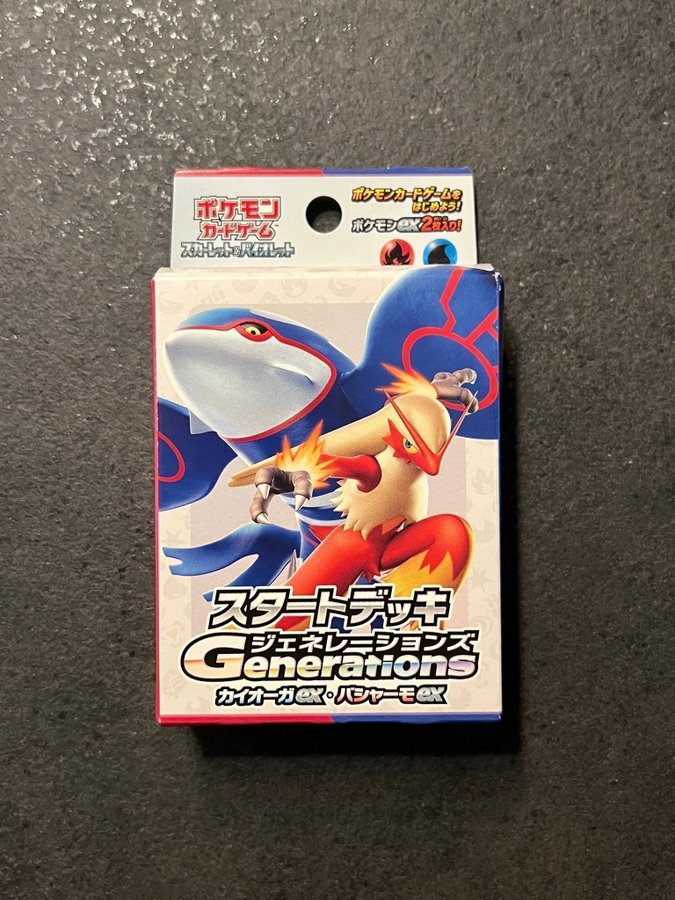 ポケモン
カードゲーム
スカーレット&バイオレット
ポケモンカードゲームを
はじめよう!
ポケモンex2枚入り!
スタートデッキ
ジェネレーションズ
Generations
カイオーガex・バシャーモex